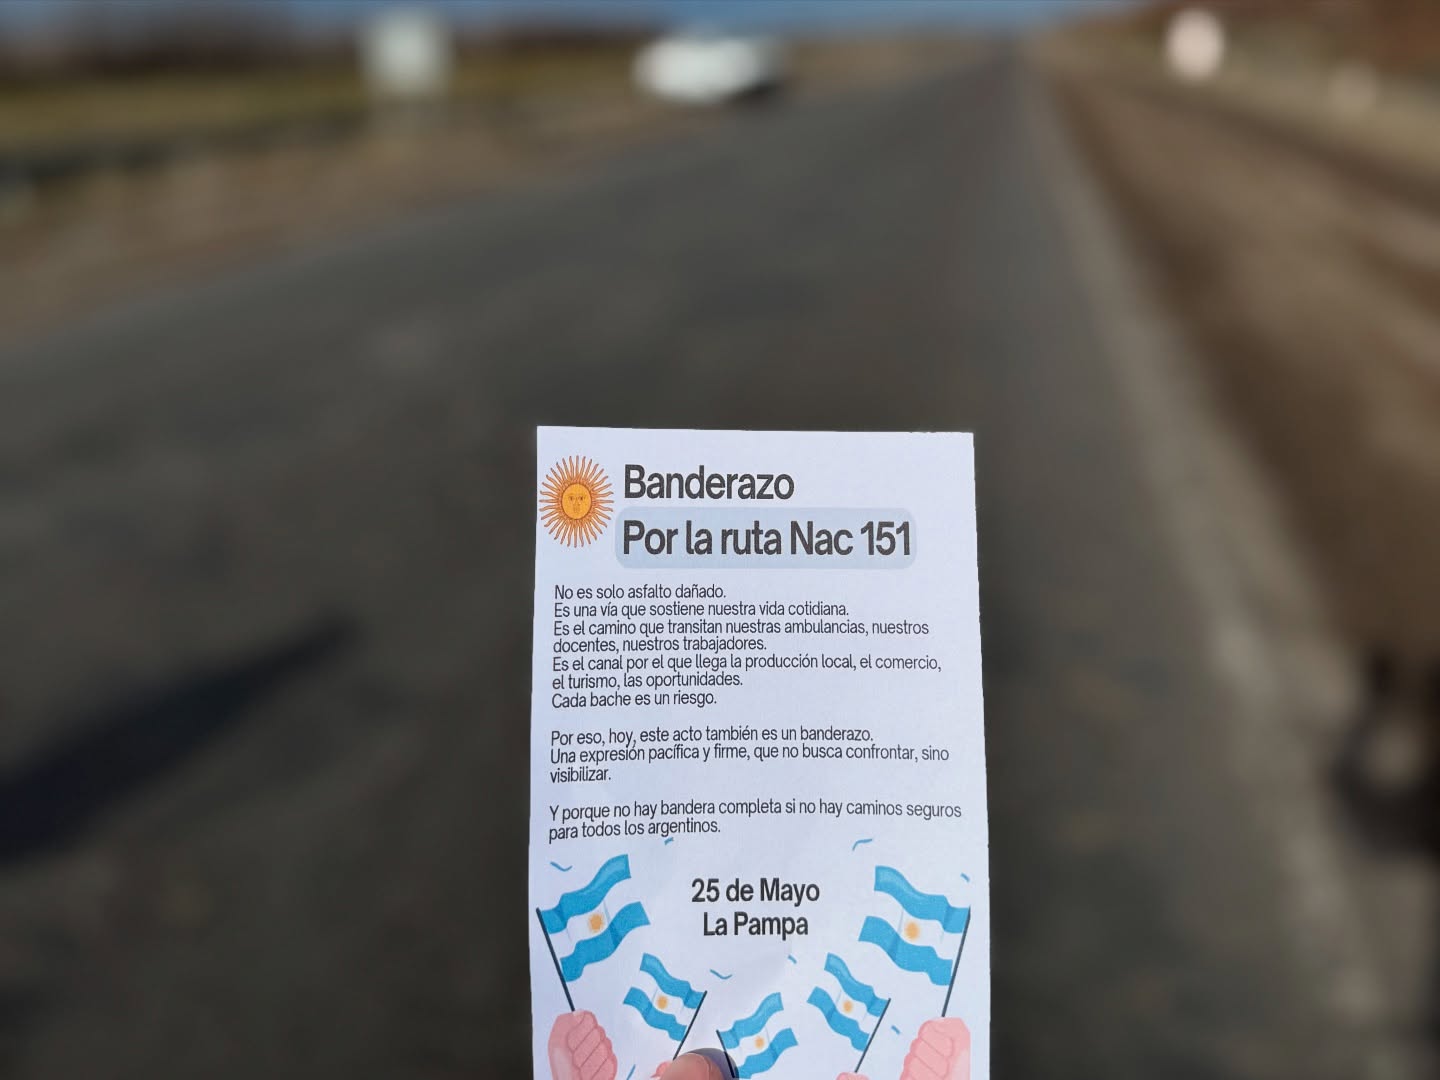 Banderazo
Por la ruta Nac 151
No es solo asfalto dañado.
Es una vía que sostiene nuestra vida cotidiana.
Es el camino que transitan nuestras ambulancias, nuestros
docentes, nuestros trabajadores.
Es el canal por el que llega la producción local, el comercio,
el turismo, las oportunidades.
Cada bache es un riesgo.
Por eso, hoy, este acto también es un banderazo.
Una expresión pacífica y firme, que no busca confrontar, sino
visibilizar.
Y porque no hay bandera completa si no hay caminos seguros
para todos los argentinos.
25 de Mayo
La Pampa